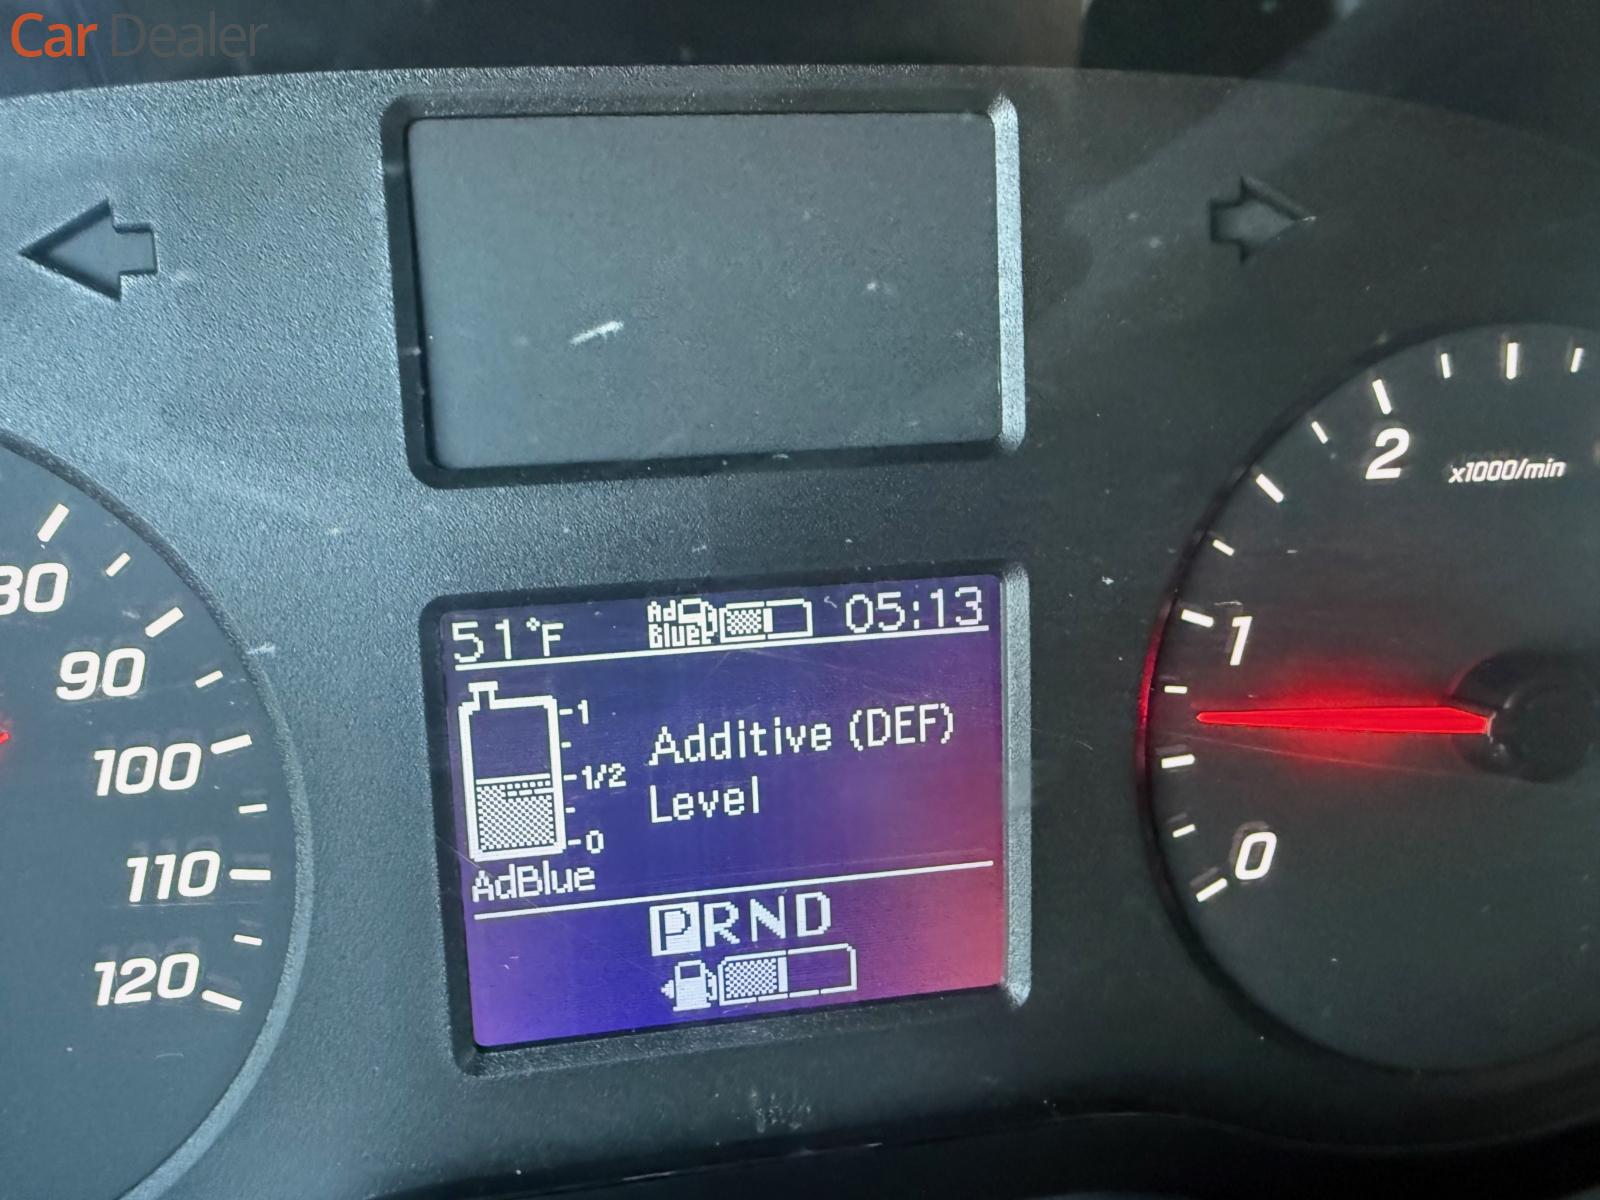 Car Dealer
2
x1000/min
51°F
Ad
Blue
05:13
80
1
90
1
Additive (DEF)
1/2
100
Level
0
0
110
AdBlue
PRND
120